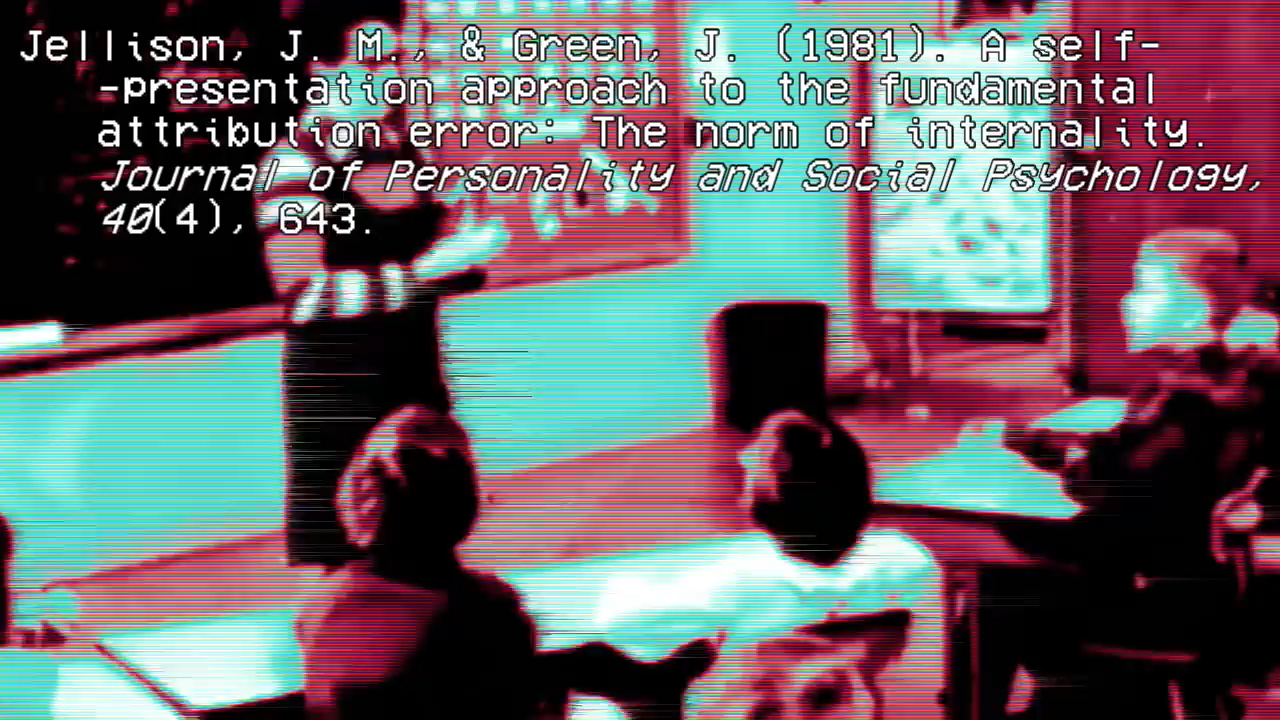 Jellison, J. M., & Green, J. (1981). A self-
-presentation approach to the fundamental
attribution error: The norm of internality.
Journal of Personality and Social Psychology,
40(4), 643.